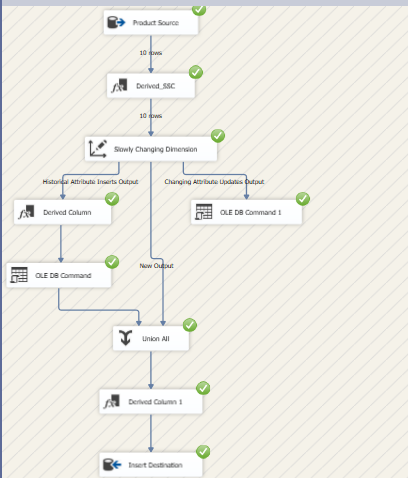 Product Source
10 rows
Derived_SSC
10 rows
Slowly Changing Dimension
Historical Attribute Inserts Output
Changing Attribute Updates Output
Derived Column
OLE DB Command 1
OLE DB Command
New Output
Union All
Derived Column 1
Insert Destination